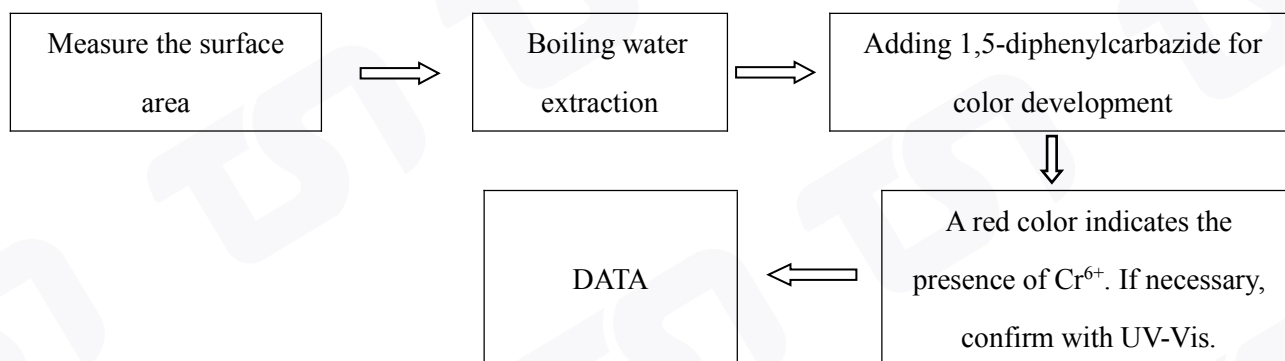 Measure the surface
area
Boiling water
extraction
Adding 1,5-diphenylcarbazide for
color development
A red color indicates the
presence of Cr⁶⁺. If necessary,
confirm with UV-Vis.
DATA